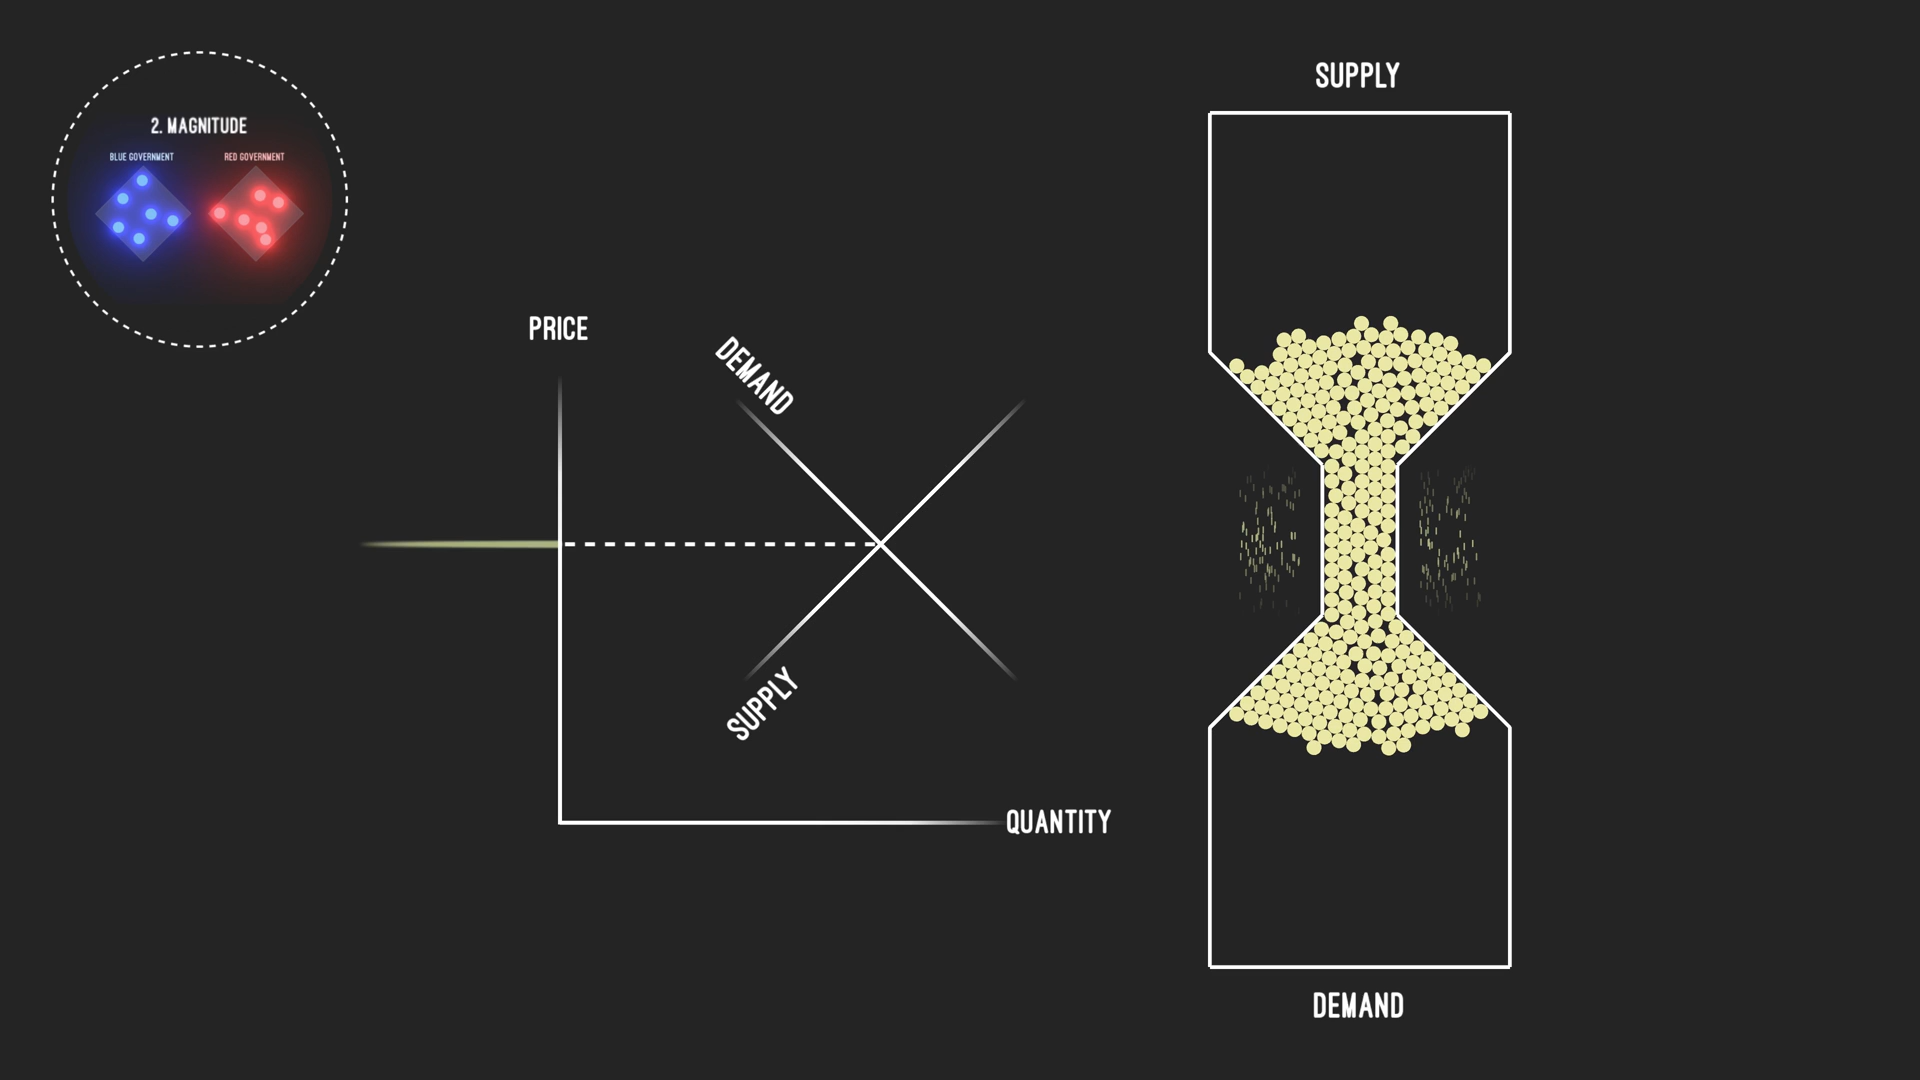 2. MAGNITUDE
BLUE GOVERNMENT
RED GOVERNMENT
PRICE
DEMAND
SUPPLY
QUANTITY
SUPPLY
DEMAND